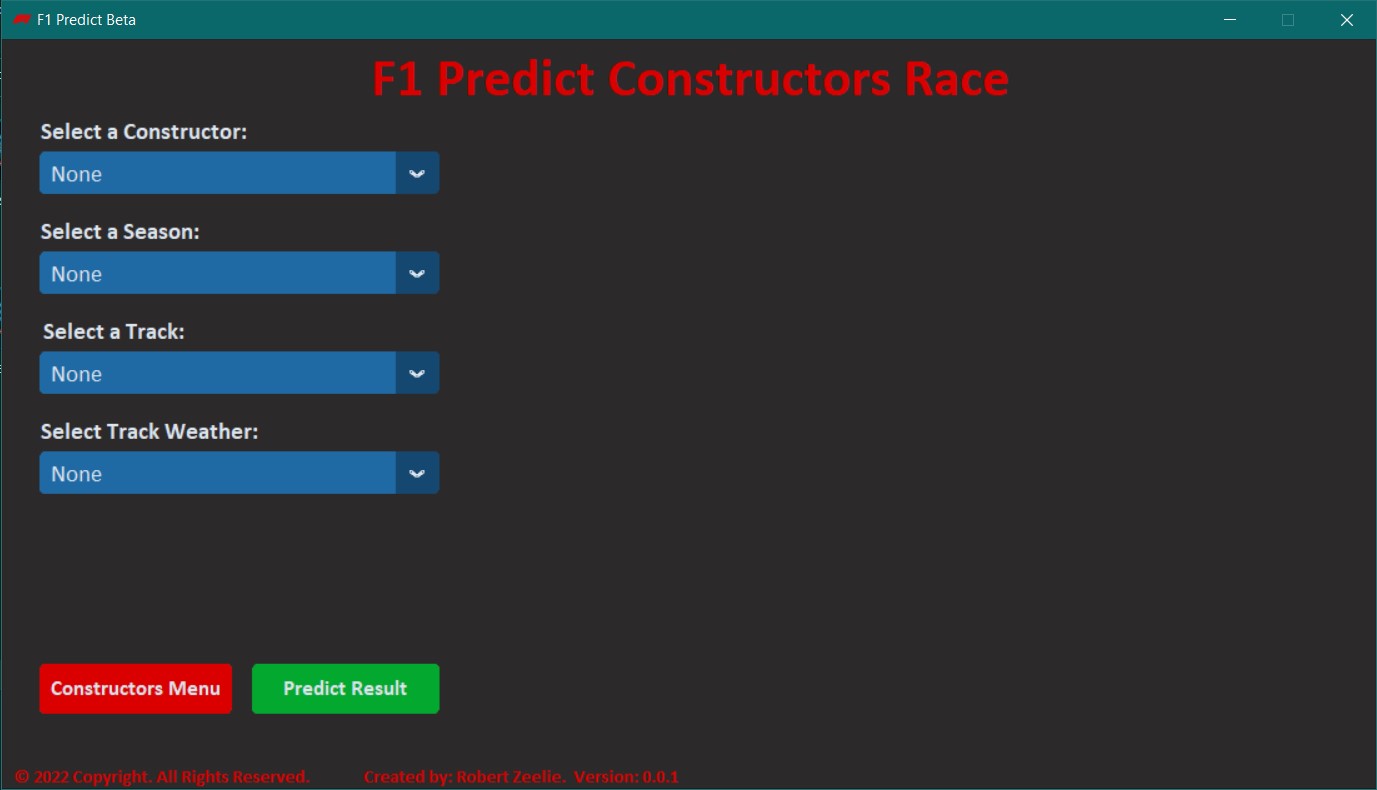 F1 Predict Beta
F1 Predict Constructors Race
Select a Constructor:
None
Select a Season:
None
Select a Track:
None
Select Track Weather:
None
Constructors Menu Predict Result
© 2022 Copyright. All Rights Reserved. Created by: Robert Zeelie. Version: 0.0.1